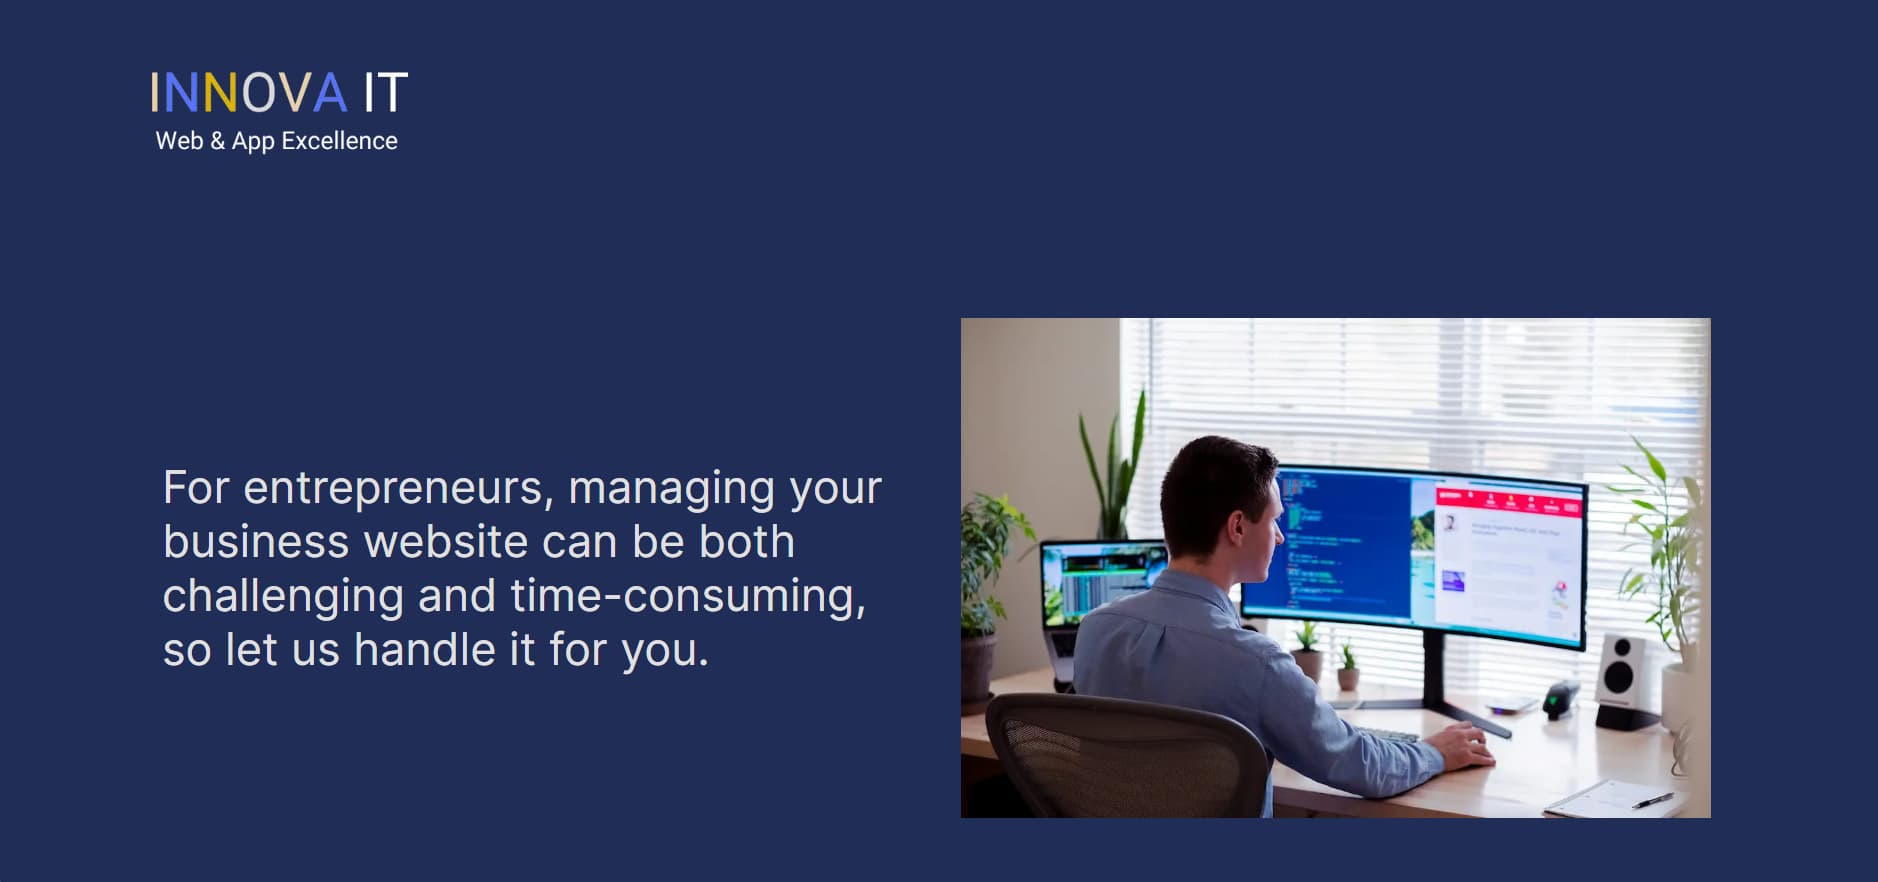 INNOVA IT
Web & App Excellence
For entrepreneurs, managing your
business website can be both
challenging and time-consuming,
so let us handle it for you.